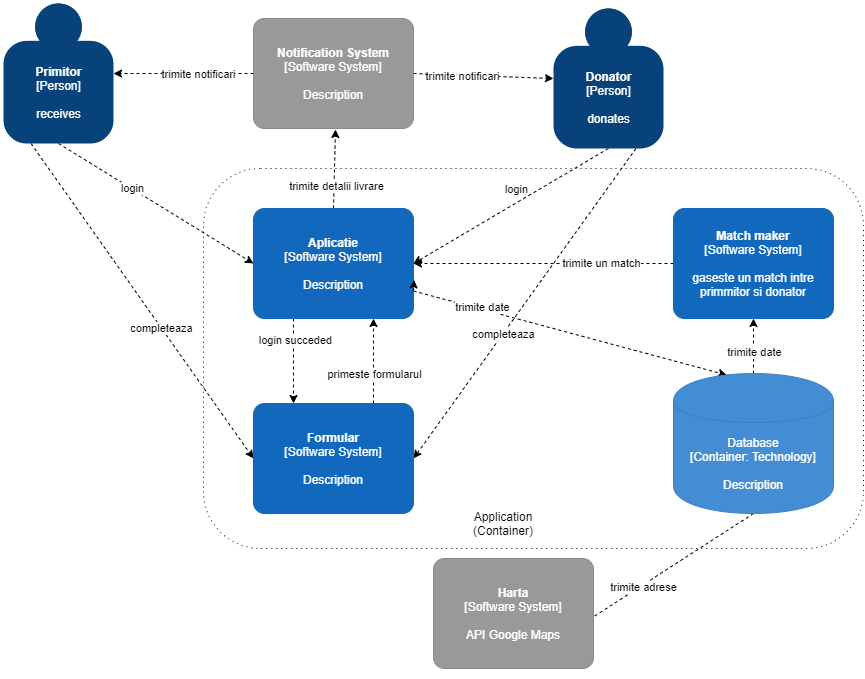 Primitor
[Person]
receives
trimite notificari
Notification System
[Software System]
Description
trimite notificari
Donator
[Person]
donates
login
trimite detalii livrare
login
Aplicatie
[Software System]
Description
trimite un match
Match maker
[Software System]
gaseste un match intre
primmitor si donator
trimite date
completeaza
login succeded
completeaza
trimite date
primeste formularul
Formular
[Software System]
Description
Database
[Container: Technology]
Description
Application
(Container)
trimite adrese
Harta
[Software System]
API Google Maps